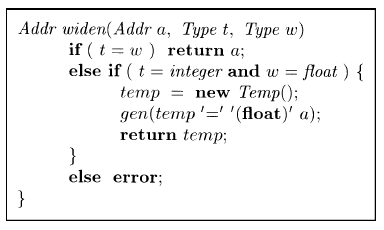 Addr widen(Addr a, Type t, Type w)
if ( t = w ) return a;
else if ( t = integer and w = float ) {
temp = new Temp();
gen(temp '=' '(float)' a);
return temp;
}
else error;
}